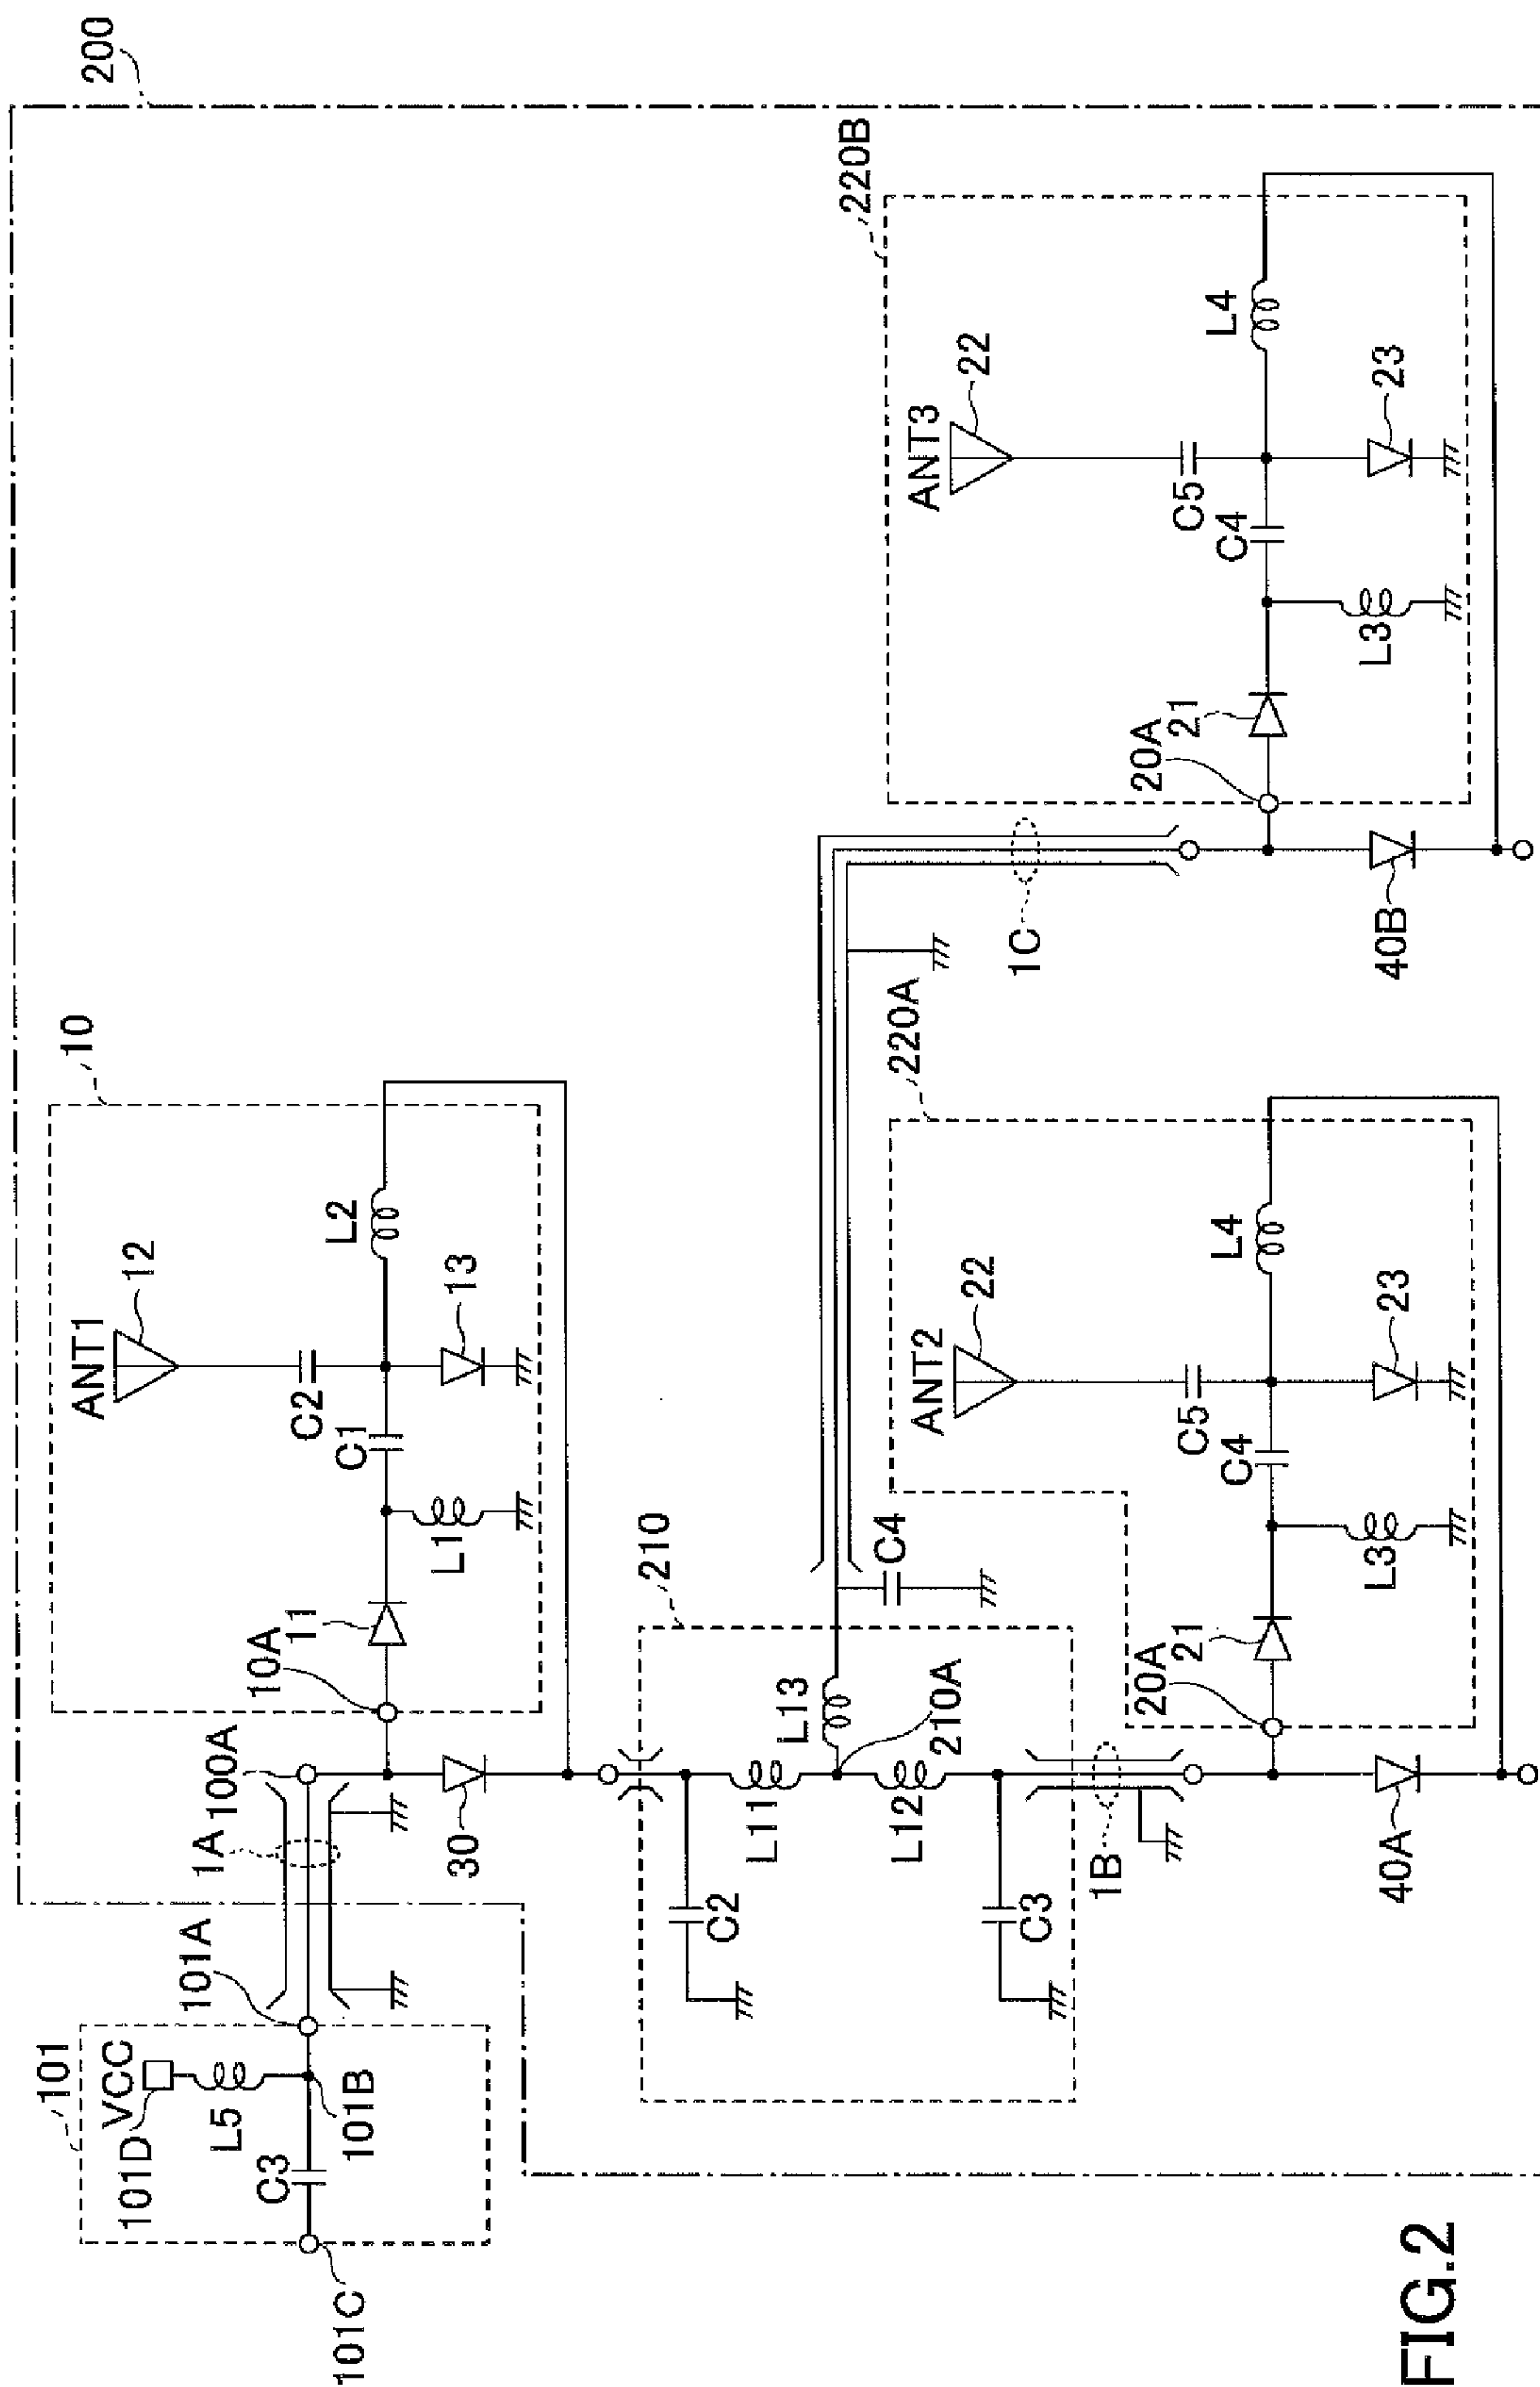 200
101
VCC
101D
L5
C3
101B
101C
101A
1A
100A
10
ANT1
12
C2
C1
L2
13
10A
11
L1
30
210
C2
L11
L13
210A
L12
C3
C4
1B
1C
220A
ANT2
22
C5
C4
L4
23
20A
21
L3
40A
220B
ANT3
22
C5
C4
L4
23
20A
21
L3
40B
FIG.2